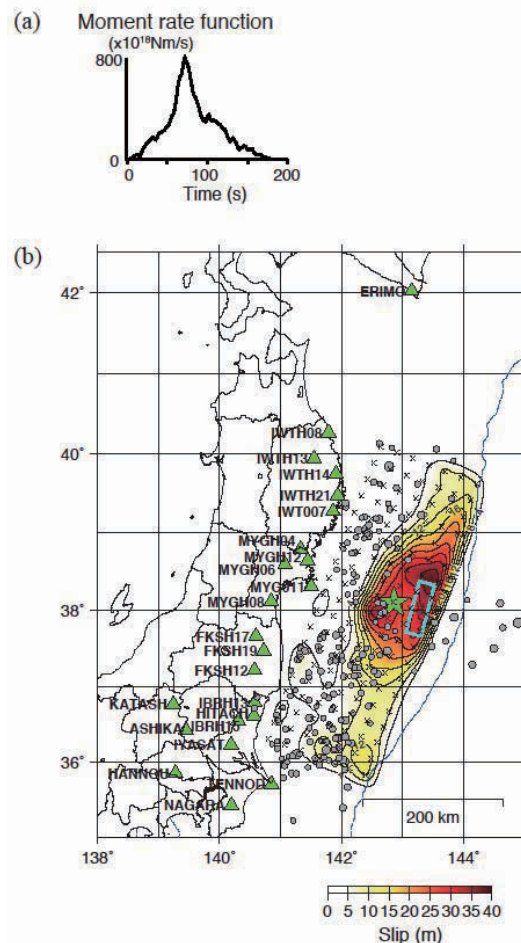 (a) Moment rate function
(x10¹⁸Nm/s)
800
0
0 100 200
Time (s)
(b)
42°
ERIMO
IWTH08
40°
IWTH13
IWTH14
IWTH21
IWT007
MYGH04
MYGH12
MYGH06
MYG011
MYGH08
38°
FKSH17
FKSH19
FKSH12
KATASH
IBRH13
HITACH
ASHIKA
IBRH15
IYASAT
36°
HANNOU
TENNOD
NAGARA
200 km
138° 140° 142° 144°
0 5 10 15 20 25 30 35 40
Slip (m)